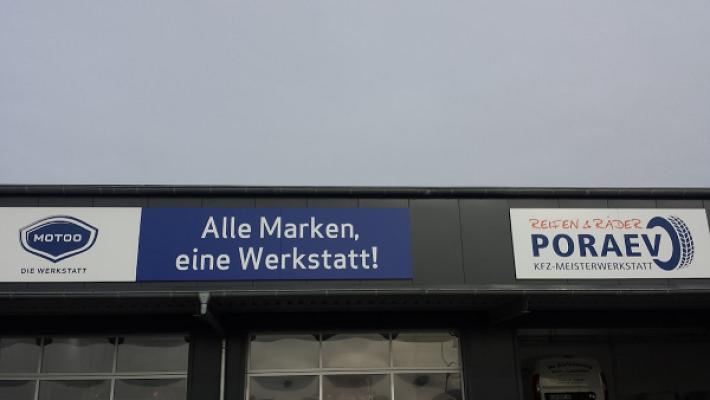 MOTOO
DIE WERKSTATT
Alle Marken,
eine Werkstatt!
REIFEN & RÄDER
PORAEV
KFZ-MEISTERWERKSTATT